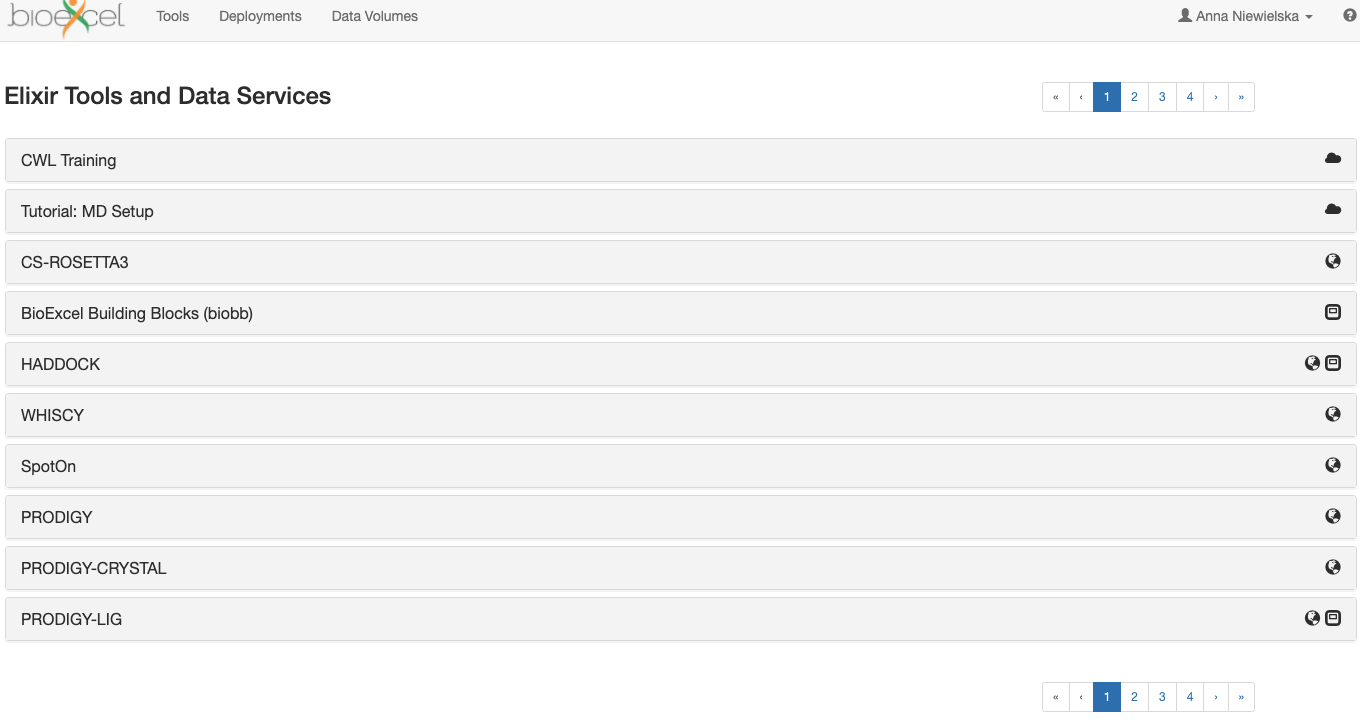 bioexcel Tools Deployments Data Volumes Anna Niewielska
Elixir Tools and Data Services
« ‹ 1 2 3 4 › »
CWL Training
Tutorial: MD Setup
CS-ROSETTA3
BioExcel Building Blocks (biobb)
HADDOCK
WHISCY
SpotOn
PRODIGY
PRODIGY-CRYSTAL
PRODIGY-LIG
« ‹ 1 2 3 4 › »